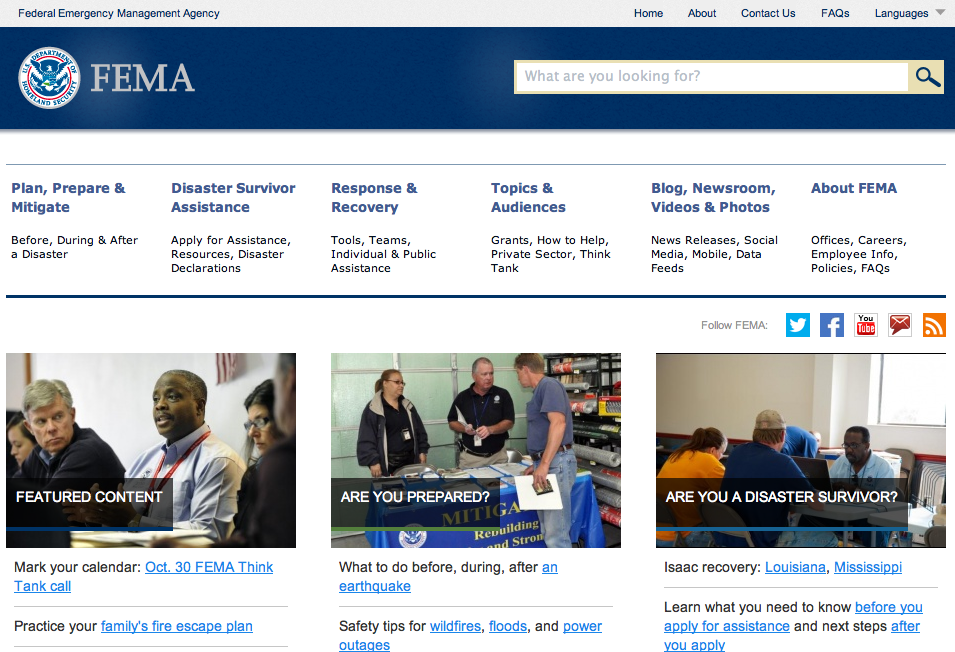 Federal Emergency Management Agency
Home About Contact Us FAQs Languages
U.S. DEPARTMENT OF HOMELAND SECURITY
FEMA
What are you looking for?
Plan, Prepare &
Mitigate
Before, During & After
a Disaster
Disaster Survivor
Assistance
Apply for Assistance,
Resources, Disaster
Declarations
Response &
Recovery
Tools, Teams,
Individual & Public
Assistance
Topics &
Audiences
Grants, How to Help,
Private Sector, Think
Tank
Blog, Newsroom,
Videos & Photos
News Releases, Social
Media, Mobile, Data
Feeds
About FEMA
Offices, Careers,
Employee Info,
Policies, FAQs
Follow FEMA:
You
Tube
FEATURED CONTENT
Mark your calendar: Oct. 30 FEMA Think
Tank call
Practice your family's fire escape plan
MITIGA
Rebuilding
and Strong
ARE YOU PREPARED?
What to do before, during, after an
earthquake
Safety tips for wildfires, floods, and power
outages
ARE YOU A DISASTER SURVIVOR?
Isaac recovery: Louisiana, Mississippi
Learn what you need to know before you
apply for assistance and next steps after
you apply